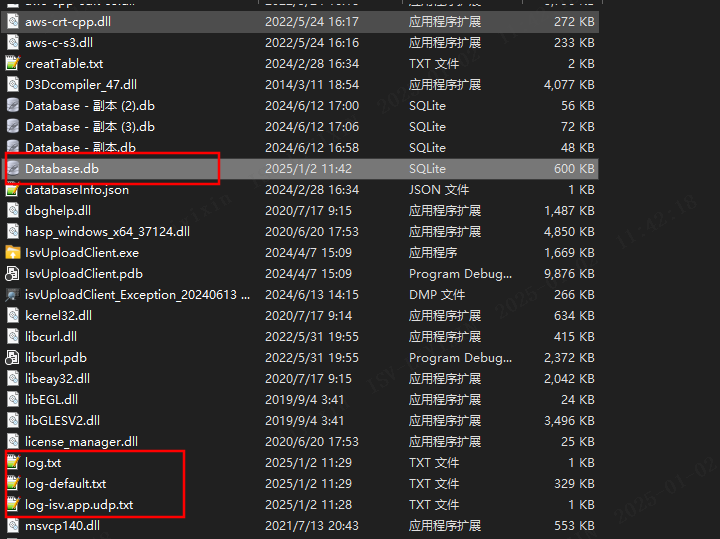 aws-crt-cpp.dll 2022/5/24 16:17 应用程序扩展 272 KB
aws-c-s3.dll 2022/5/24 16:16 应用程序扩展 233 KB
creatTable.txt 2024/2/28 16:34 TXT 文件 2 KB
D3Dcompiler_47.dll 2014/3/11 18:54 应用程序扩展 4,077 KB
Database - 副本 (2).db 2024/6/12 17:00 SQLite 56 KB
Database - 副本 (3).db 2024/6/12 17:06 SQLite 72 KB
Database - 副本.db 2024/6/12 16:58 SQLite 48 KB
Database.db 2025/1/2 11:42 SQLite 600 KB
databaseInfo.json 2024/2/28 16:34 JSON 文件 1 KB
dbghelp.dll 2020/7/17 9:15 应用程序扩展 1,487 KB
hasp_windows_x64_37124.dll 2020/6/20 17:53 应用程序扩展 4,850 KB
IsvUploadClient.exe 2024/4/7 15:09 应用程序 1,669 KB
IsvUploadClient.pdb 2024/4/7 15:09 Program Debug... 9,876 KB
isvUploadClient_Exception_20240613 ... 2024/6/13 14:15 DMP 文件 266 KB
kernel32.dll 2020/7/17 9:14 应用程序扩展 634 KB
libcurl.dll 2022/5/31 19:55 应用程序扩展 415 KB
libcurl.pdb 2022/5/31 19:55 Program Debug... 2,372 KB
libeay32.dll 2020/7/17 9:15 应用程序扩展 2,042 KB
libEGL.dll 2019/9/4 3:41 应用程序扩展 24 KB
libGLESV2.dll 2019/9/4 3:41 应用程序扩展 3,496 KB
license_manager.dll 2020/6/20 17:53 应用程序扩展 25 KB
log.txt 2025/1/2 11:29 TXT 文件 1 KB
log-default.txt 2025/1/2 11:29 TXT 文件 329 KB
log-isv.app.udp.txt 2025/1/2 11:28 TXT 文件 1 KB
msvcp140.dll 2021/7/13 20:43 应用程序扩展 553 KB